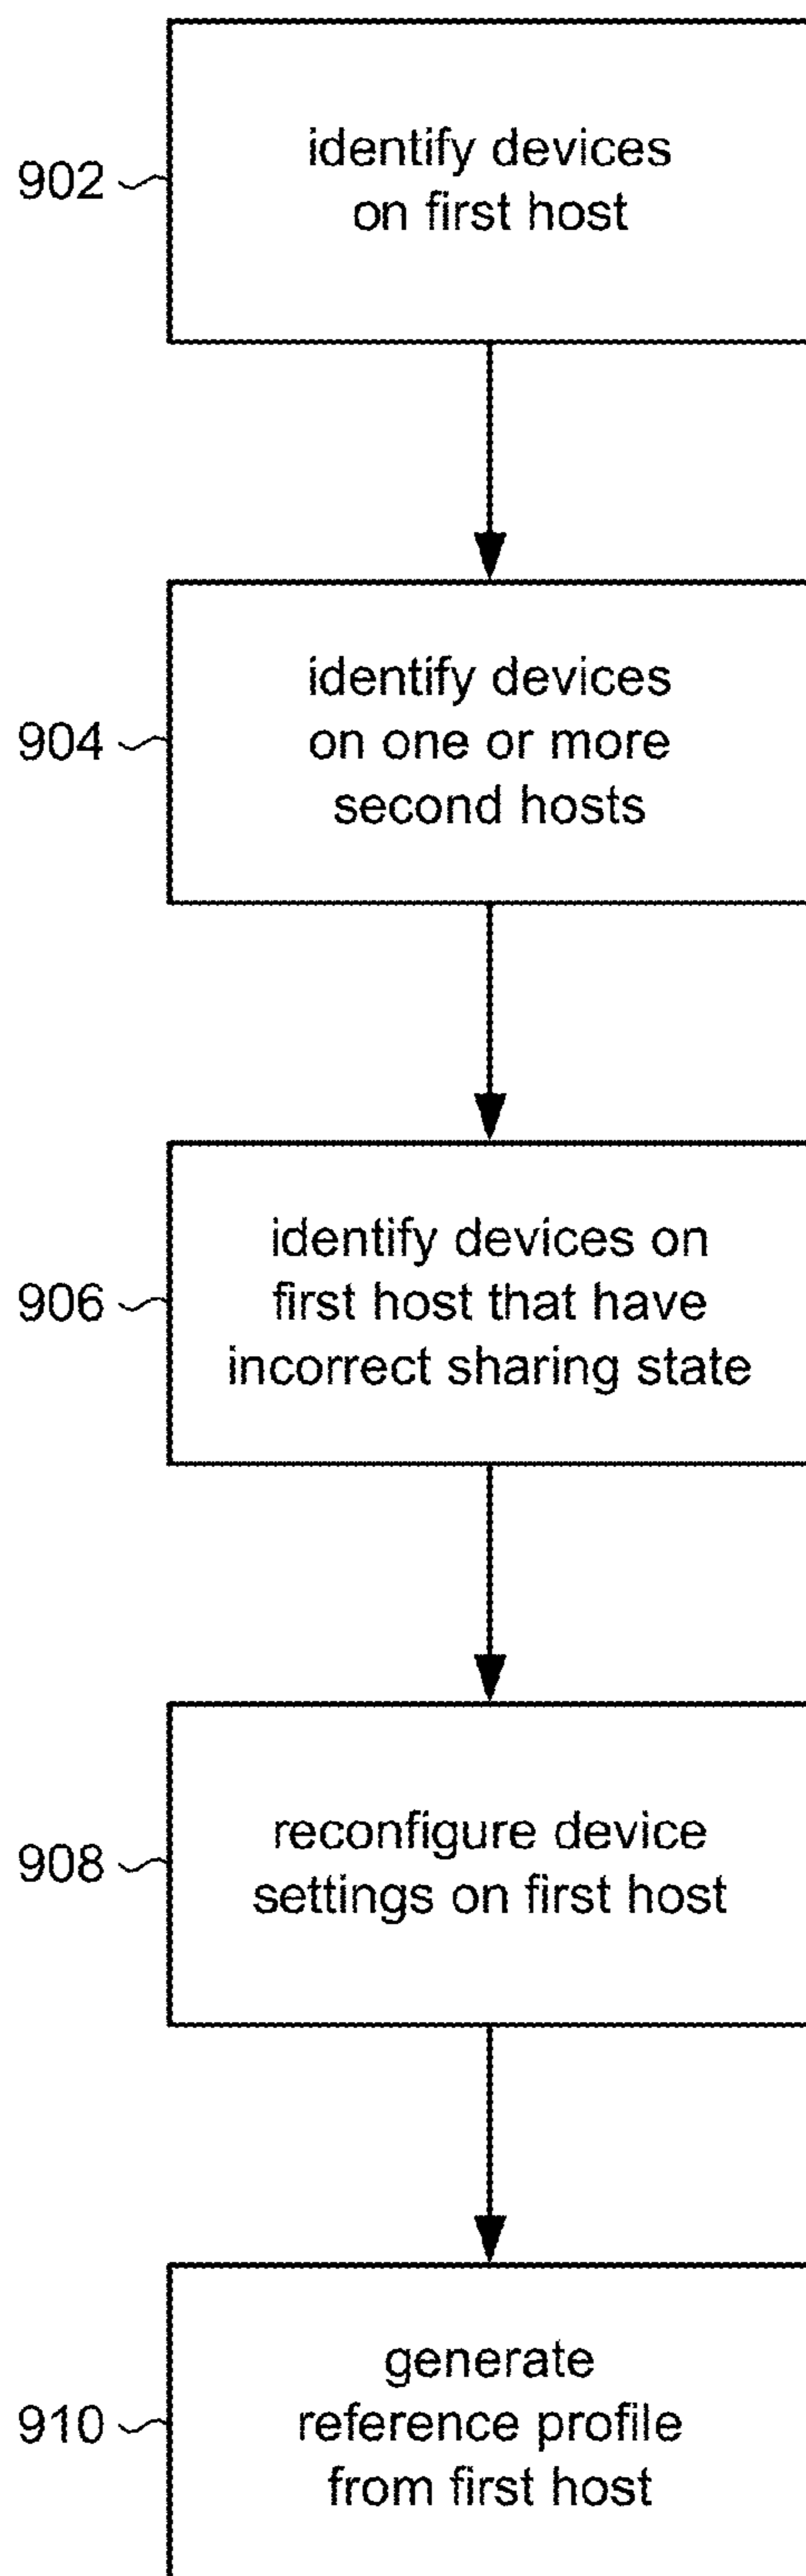 902
identify devices
on first host
904
identify devices
on one or more
second hosts
906
identify devices on
first host that have
incorrect sharing state
908
reconfigure device
settings on first host
910
generate
reference profile
from first host